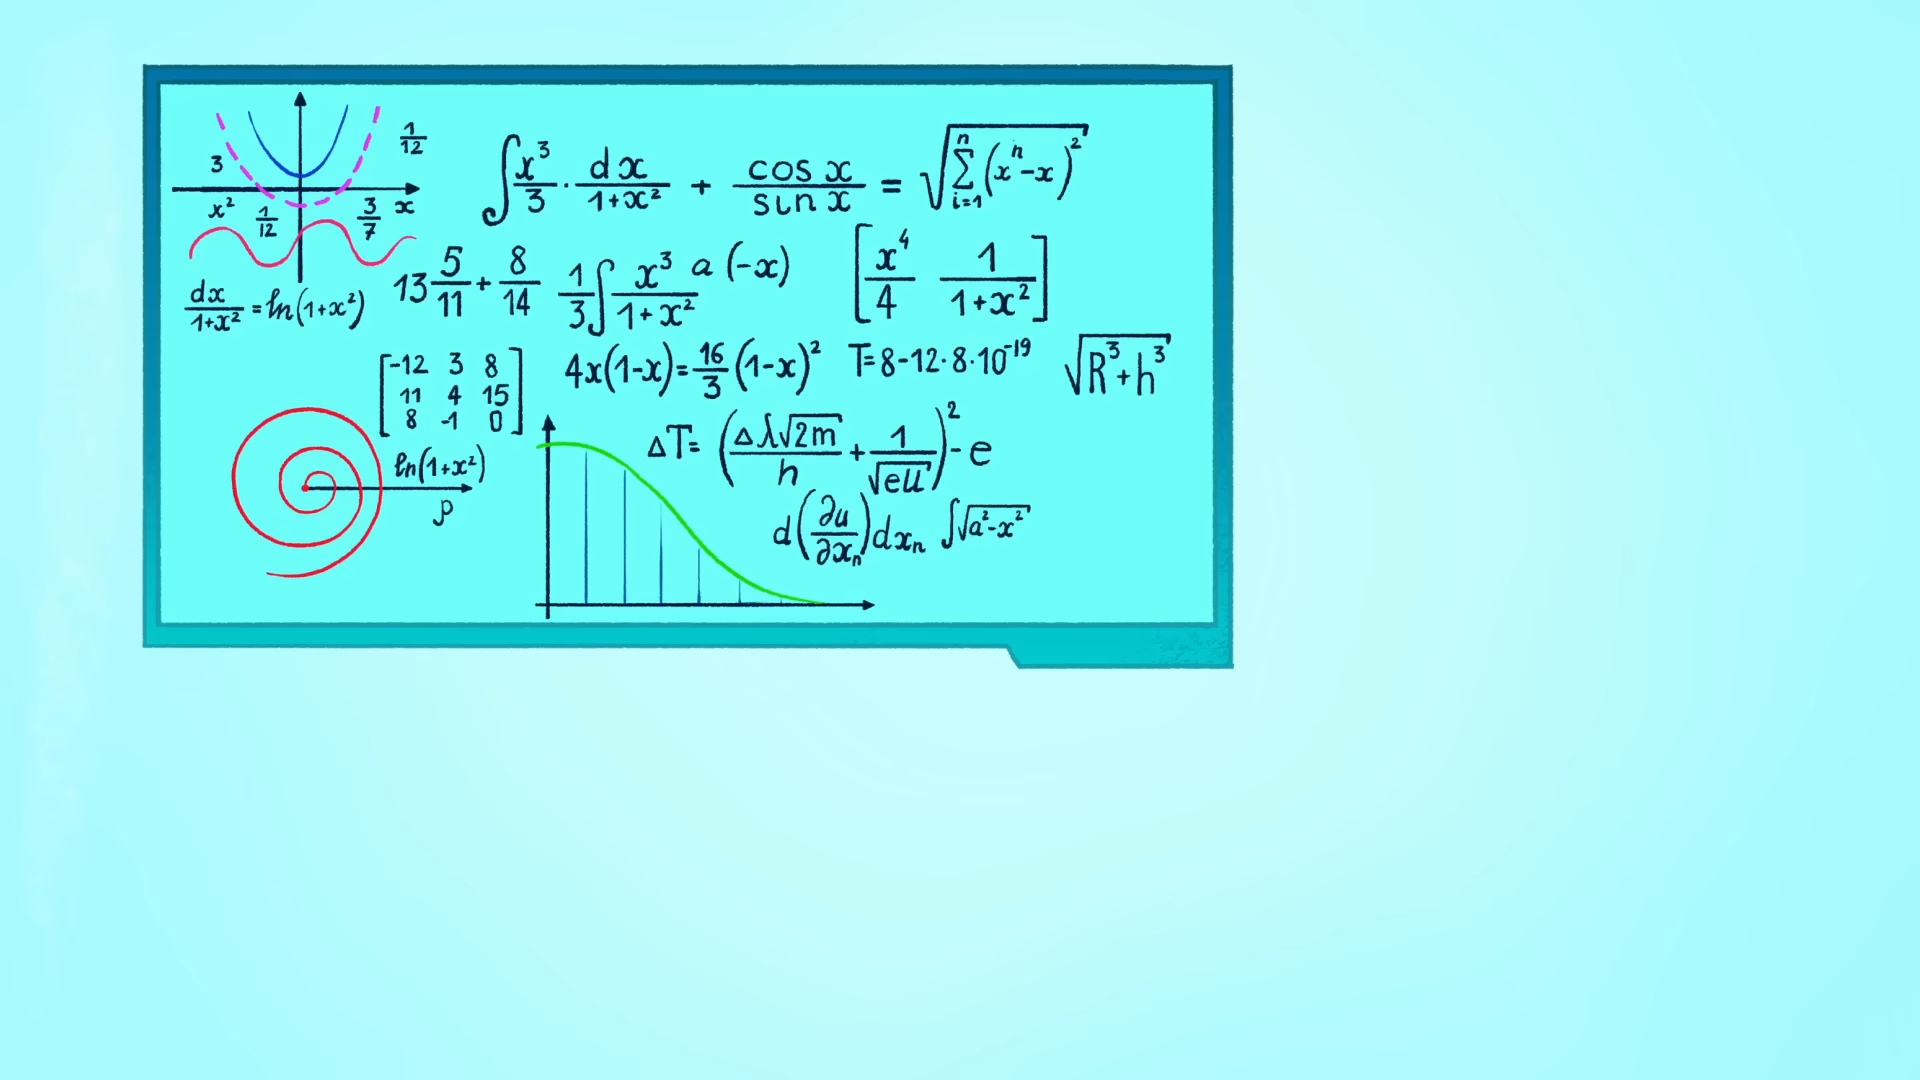 3
1/12
x² 1/12 3/7 x
∫ x³/3 · dx/1+x² + cos x/sin x = √(∑ i=1 n (xⁿ-x)²)
dx/1+x² = ln(1+x²)
13 5/11 + 8/14
1/3 ∫ x³/1+x² a (-x)
[x⁴/4 1/1+x²]
[-12 3 8
11 4 15
8 -1 0]
4x(1-x)=16/3(1-x)²
T=8-12·8·10⁻¹⁹
√R³+h³
ln(1+x²)
ρ
ΔT= (Δλ√2m/h + 1/√eU)² - e
d(∂u/∂xₙ)dxₙ ∫√a²-x²